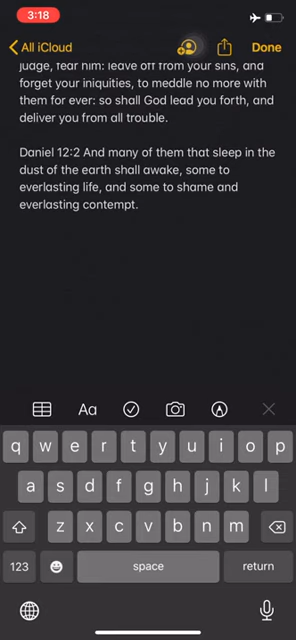 3:18
All iCloud
Done
judge, fear him: leave off from your sins, and
forget your iniquities, to meddle no more with
them for ever: so shall God lead you forth, and
deliver you from all trouble.
Daniel 12:2 And many of them that sleep in the
dust of the earth shall awake, some to
everlasting life, and some to shame and
everlasting contempt.
Aa
q w e r t y u i o p
a s d f g h j k l
z x c v b n m
123 space return